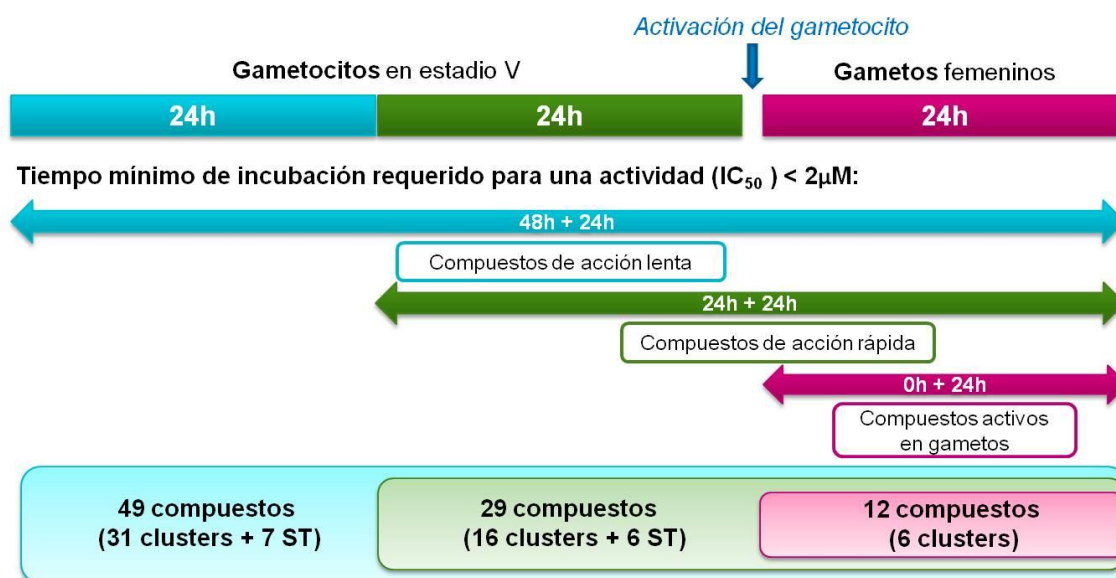 Activación del gametocito
Gametocitos en estadio V
Gametos femeninos
24h
24h
24h
Tiempo mínimo de incubación requerido para una actividad (IC50 ) < 2µM:
48h + 24h
Compuestos de acción lenta
24h + 24h
Compuestos de acción rápida
0h + 24h
Compuestos activos
en gametos
49 compuestos
(31 clusters + 7 ST)
29 compuestos
(16 clusters + 6 ST)
12 compuestos
(6 clusters)